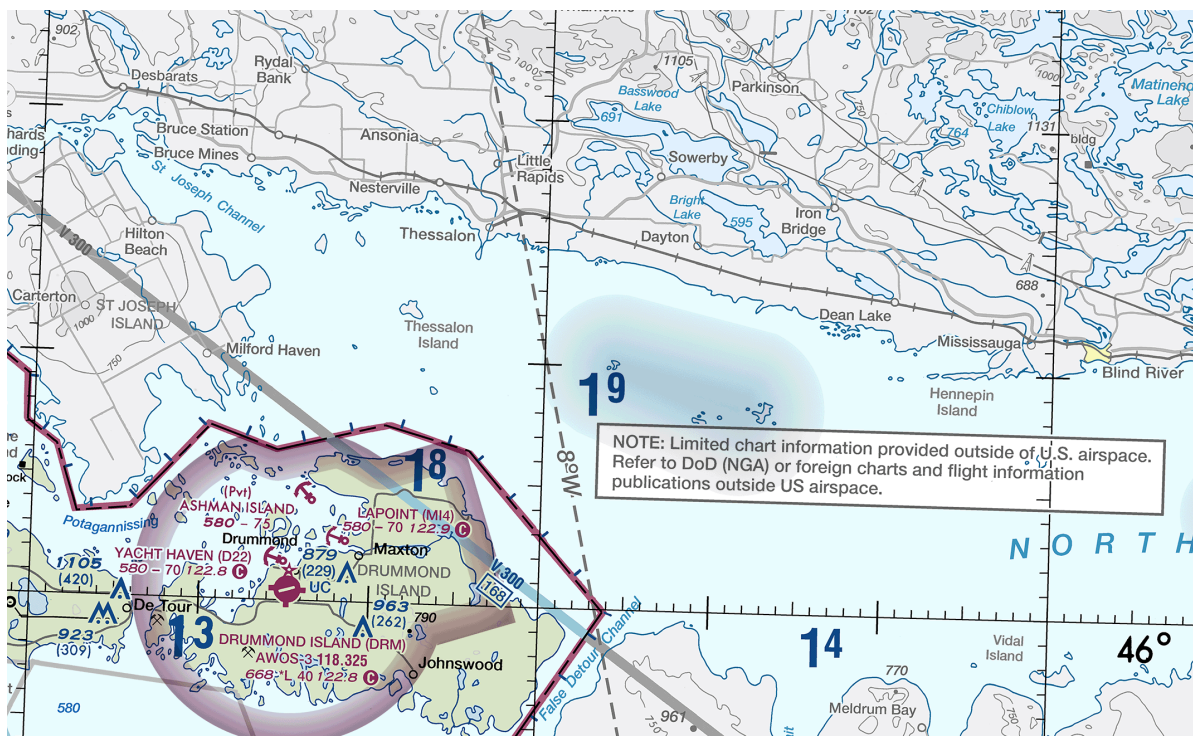 902
Desbarats
Rydal
Bank
1000
1105
Parkinson
1000
Basswood
Lake
691
750
Chiblow
Lake
764
1131
Matinend
Lake
bldg
Bruce Station
Ansonia
Bruce Mines
Little
Rapids
Sowerby
hards
ding
St Joseph Channel
Nesterville
Bright
Lake
595
Iron
Bridge
Thessalon
Dayton
V 300
Hilton
Beach
688
Carterton
ST JOSEPH
ISLAND
1000
Dean Lake
Thessalon
Island
Mississauga
Milford Haven
750
Blind River
Hennepin
Island
19
NOTE: Limited chart information provided outside of U.S. airspace.
Refer to DoD (NGA) or foreign charts and flight information
publications outside US airspace.
8°W
18
ock
(Pvt)
ASHMAN ISLAND
580 - 75
LAPOINT (MI4)
580 - 70 122.9 C
Potagannissing
Drummond
Maxton
NORTH
YACHT HAVEN (D22)
580 - 70 122.8 C
879
(229)
UC
DRUMMOND
ISLAND
V 300
168
1105
(420)
De Tour
963
(262)
790
923
(309)
13
DRUMMOND ISLAND (DRM)
AWOS-3 118.325
668 *L 40 122.8 C
Johnswood
False Detour Channel
14
Vidal
Island
46°
770
Meldrum Bay
580
750
961
750